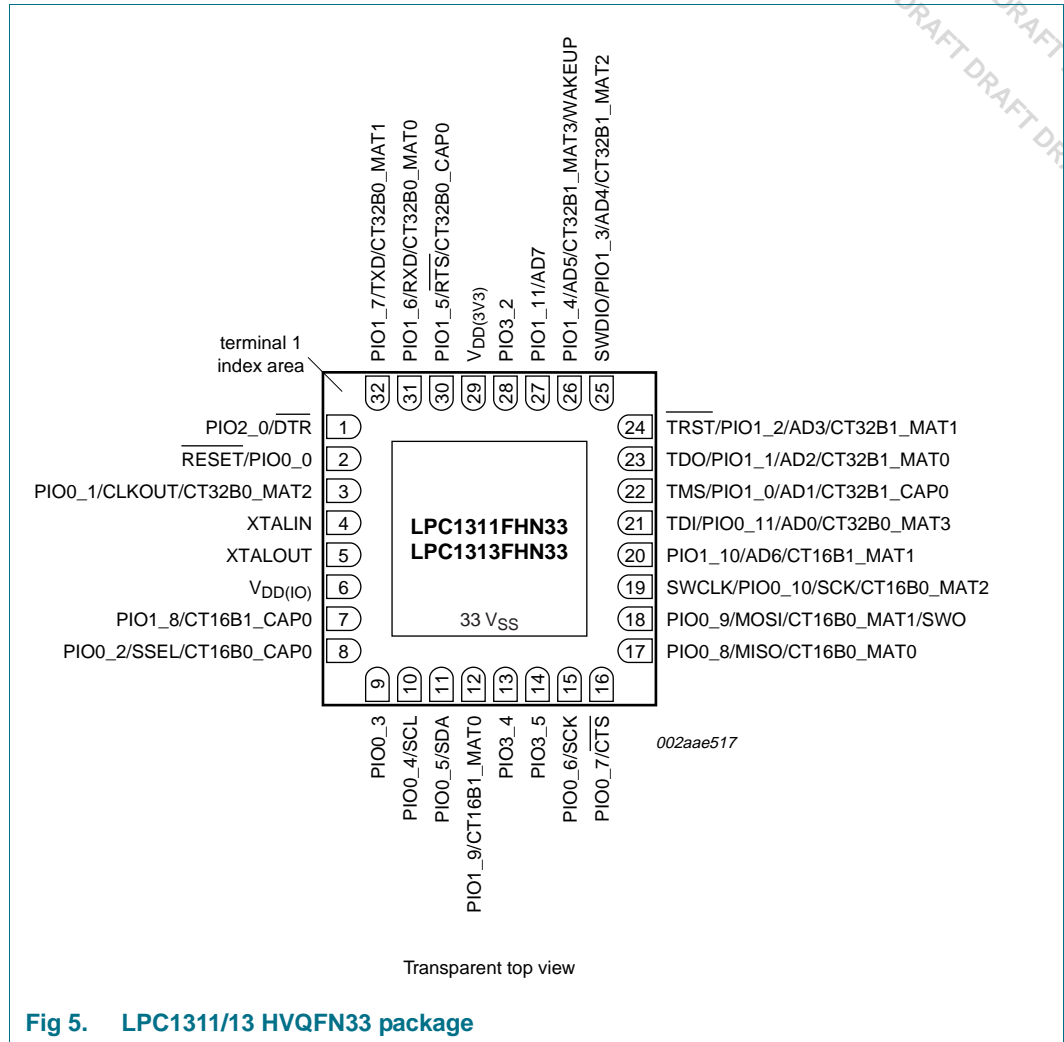 DRAFT DRAFT
DRAFT DRAFT
PIO1_7/TXD/CT32B0_MAT1
PIO1_6/RXD/CT32B0_MAT0
PIO1_5/RTS/CT32B0_CAP0
VDD(3V3)
PIO3_2
PIO1_11/AD7
PIO1_4/AD5/CT32B1_MAT3/WAKEUP
SWDIO/PIO1_3/AD4/CT32B1_MAT2
terminal 1
index area
32 31 30 29 28 27 26 25
PIO2_0/DTR 1
RESET/PIO0_0 2
PIO0_1/CLKOUT/CT32B0_MAT2 3
XTALIN 4
XTALOUT 5
VDD(IO) 6
PIO1_8/CT16B1_CAP0 7
PIO0_2/SSEL/CT16B0_CAP0 8
LPC1311FHN33
LPC1313FHN33
33 VSS
24 TRST/PIO1_2/AD3/CT32B1_MAT1
23 TDO/PIO1_1/AD2/CT32B1_MAT0
22 TMS/PIO1_0/AD1/CT32B1_CAP0
21 TDI/PIO0_11/AD0/CT32B0_MAT3
20 PIO1_10/AD6/CT16B1_MAT1
19 SWCLK/PIO0_10/SCK/CT16B0_MAT2
18 PIO0_9/MOSI/CT16B0_MAT1/SWO
17 PIO0_8/MISO/CT16B0_MAT0
9 10 11 12 13 14 15 16
PIO0_3
PIO0_4/SCL
PIO0_5/SDA
PIO1_9/CT16B1_MAT0
PIO3_4
PIO3_5
PIO0_6/SCK
PIO0_7/CTS
002aae517
Transparent top view
Fig 5. LPC1311/13 HVQFN33 package